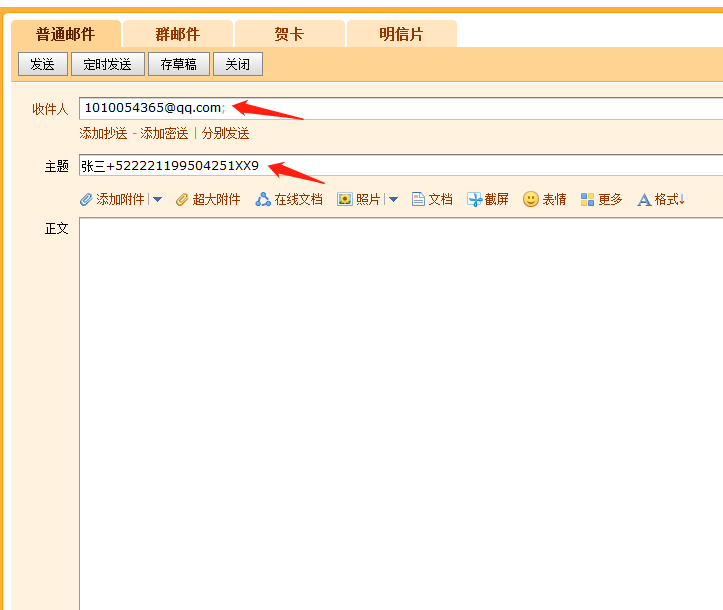 普通邮件 群邮件 贺卡 明信片
发送 定时发送 存草稿 关闭
收件人 1010054365@qq.com;
添加抄送 - 添加密送 | 分别发送
主题 张三+522221199504251XX9
添加附件 超大附件 在线文档 照片 文档 截屏 表情 更多 格式↓
正文